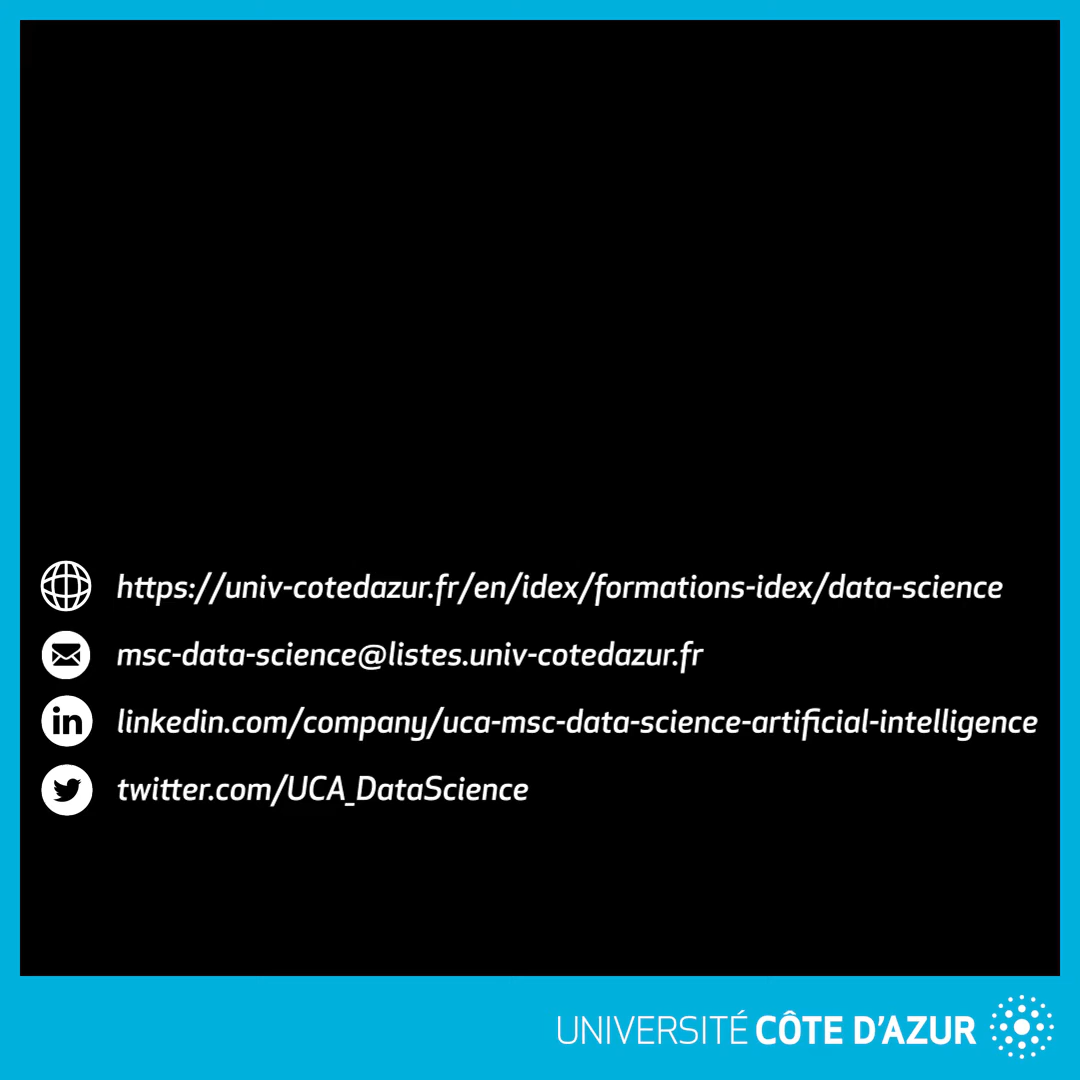 https://univ-cotedazur.fr/en/idex/formations-idex/data-science
msc-data-science@listes.univ-cotedazur.fr
in linkedin.com/company/uca-msc-data-science-artificial-intelligence
twitter.com/UCA_DataScience
UNIVERSITÉ CÔTE D'AZUR